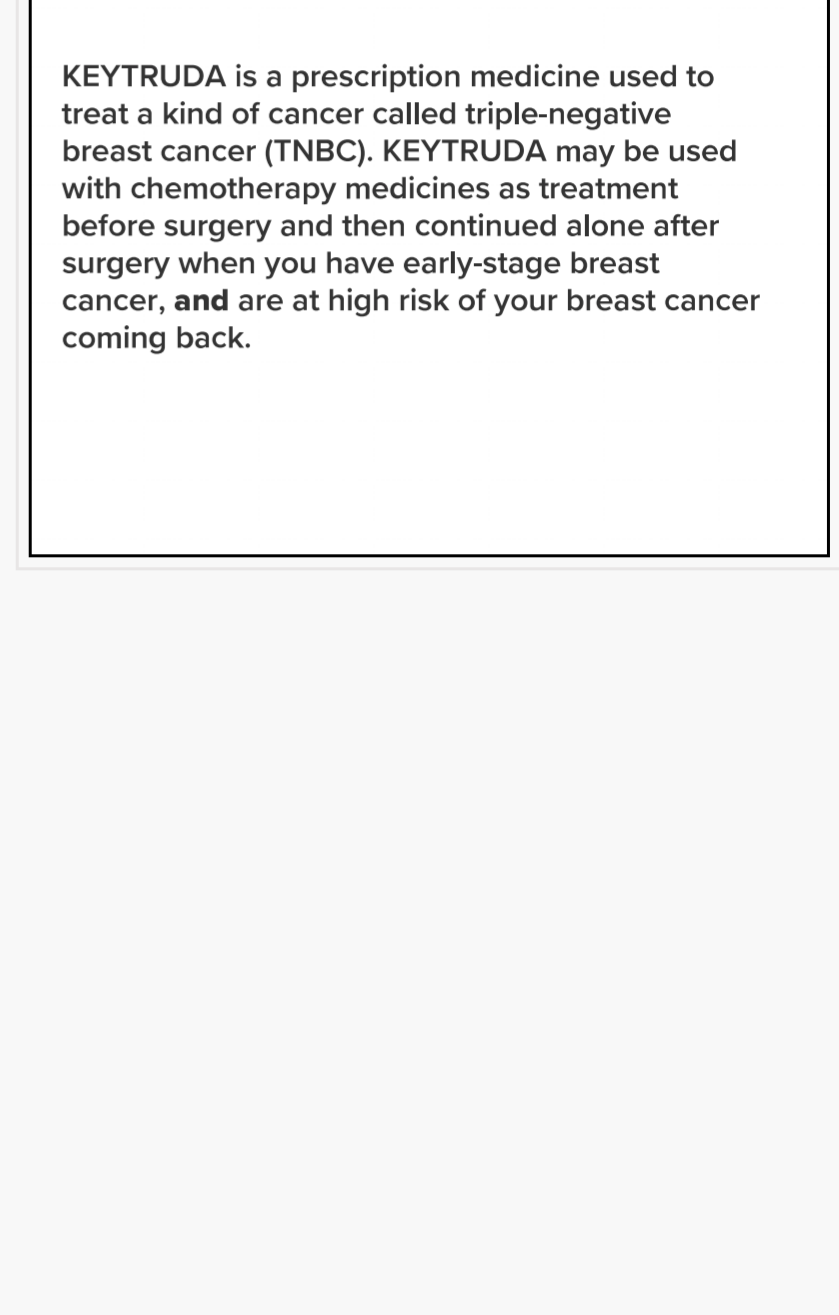 KEYTRUDA is a prescription medicine used to
treat a kind of cancer called triple-negative
breast cancer (TNBC). KEYTRUDA may be used
with chemotherapy medicines as treatment
before surgery and then continued alone after
surgery when you have early-stage breast
cancer, and are at high risk of your breast cancer
coming back.